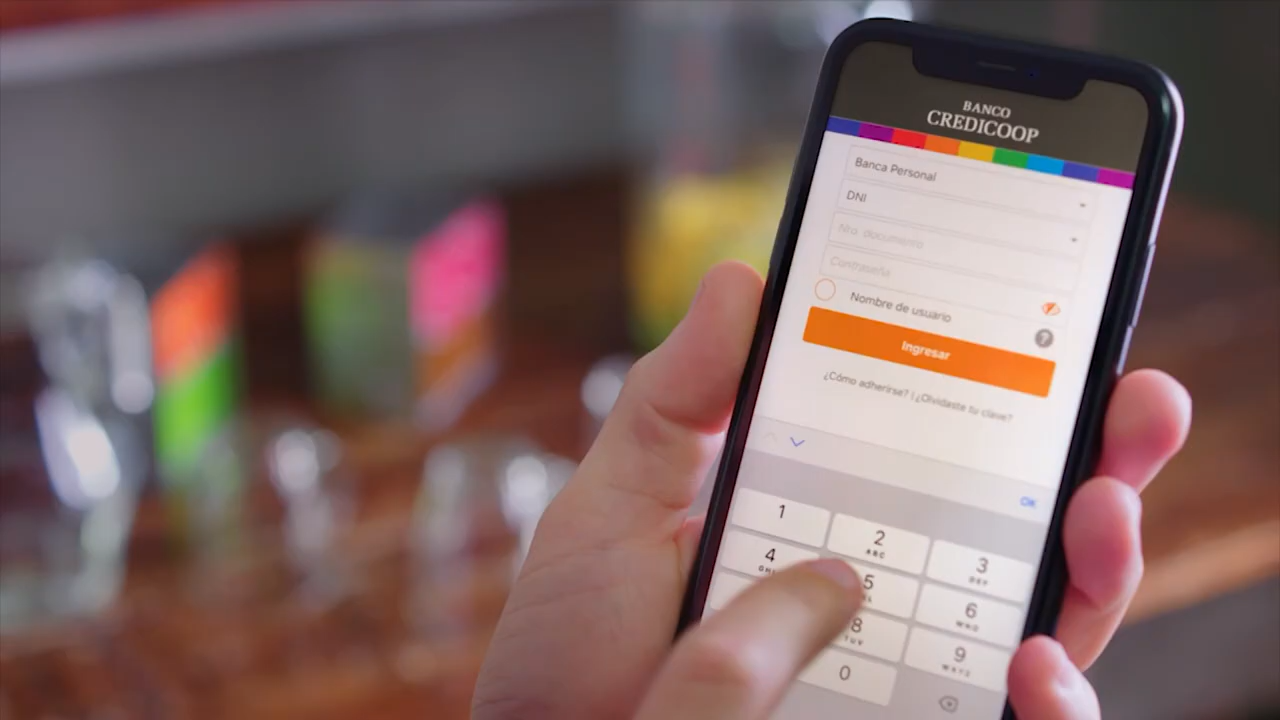 BANCO
CREDICOOP
Banca Personal
DNI
Nro. documento
Contraseña
Nombre de usuario
?
Ingresar
¿Cómo adherirse? | ¿Olvidaste tu clave?
OK
1
2
ABC
3
DEF
4
5
6
MNO
8
TUV
9
WXYZ
0